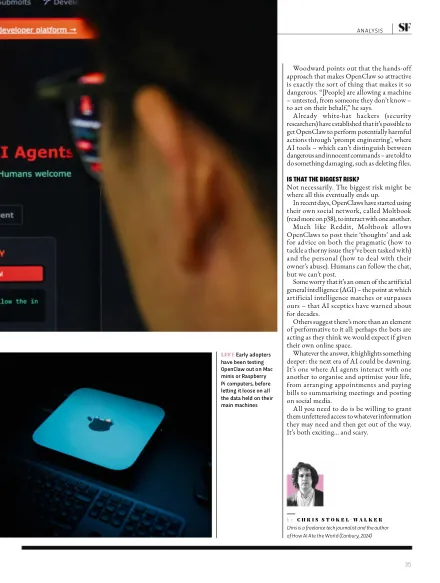 Submolts
Devel
developer platform →
I Agents
Humans welcome
ent
llow the in
ANALYSIS
SF
Woodward points out that the hands-off
approach that makes OpenClaw so attractive
is exactly the sort of thing that makes it so
dangerous. “[People] are allowing a machine
– untested, from someone they don't know –
to act on their behalf,” he says.
Already white-hat hackers (security
researchers) have established that it's possible to
get OpenClaw to perform potentially harmful
actions through ‘prompt engineering’, where
AI tools – which can't distinguish between
dangerous and innocent commands – are told to
do something damaging, such as deleting files.
IS THAT THE BIGGEST RISK?
Not necessarily. The biggest risk might be
where all this eventually ends up.
In recent days, OpenClaws have started using
their own social network, called Moltbook
(read more on p38), to interact with one another.
Much like Reddit, Moltbook allows
OpenClaws to post their ‘thoughts’ and ask
for advice on both the pragmatic (how to
tackle a thorny issue they've been tasked with)
and the personal (how to deal with their
owner's abuse). Humans can follow the chat,
but we can't post.
Some worry that it's an omen of the artificial
general intelligence (AGI) – the point at which
artificial intelligence matches or surpasses
ours – that AI sceptics have warned about
for decades.
Others suggest there's more than an element
of performative to it all: perhaps the bots are
acting as they think we would expect if given
their own online space.
Whatever the answer, it highlights something
deeper: the next era of AI could be dawning.
It's one where AI agents interact with one
another to organise and optimise your life,
from arranging appointments and paying
bills to summarising meetings and posting
on social media.
All you need to do is be willing to grant
them unfettered access to whatever information
they may need and then get out of the way.
It's both exciting... and scary.
LEFT Early adopters
have been testing
OpenClaw out on Mac
minis or Raspberry
Pi computers, before
letting it loose on all
the data held on their
main machines
by CHRIS STOKEL WALKER
Chris is a freelance tech journalist and the author
of How AI Ate the World (Canbury, 2024)
35